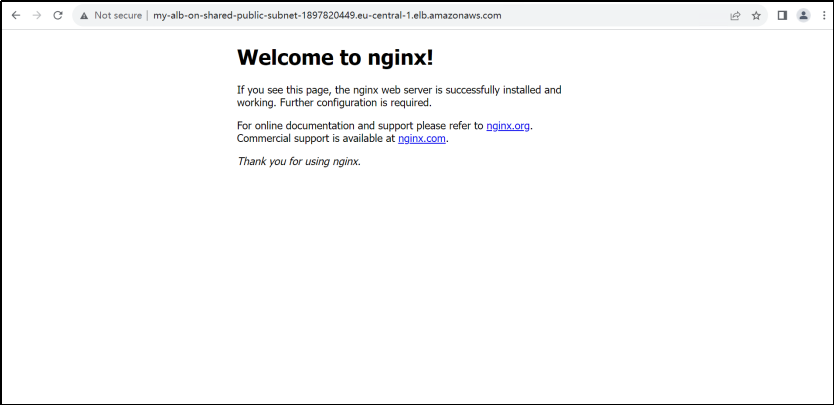 Not secure | my-alb-on-shared-public-subnet-1897820449.eu-central-1.elb.amazonaws.com
Welcome to nginx!
If you see this page, the nginx web server is successfully installed and
working. Further configuration is required.
For online documentation and support please refer to nginx.org.
Commercial support is available at nginx.com.
Thank you for using nginx.